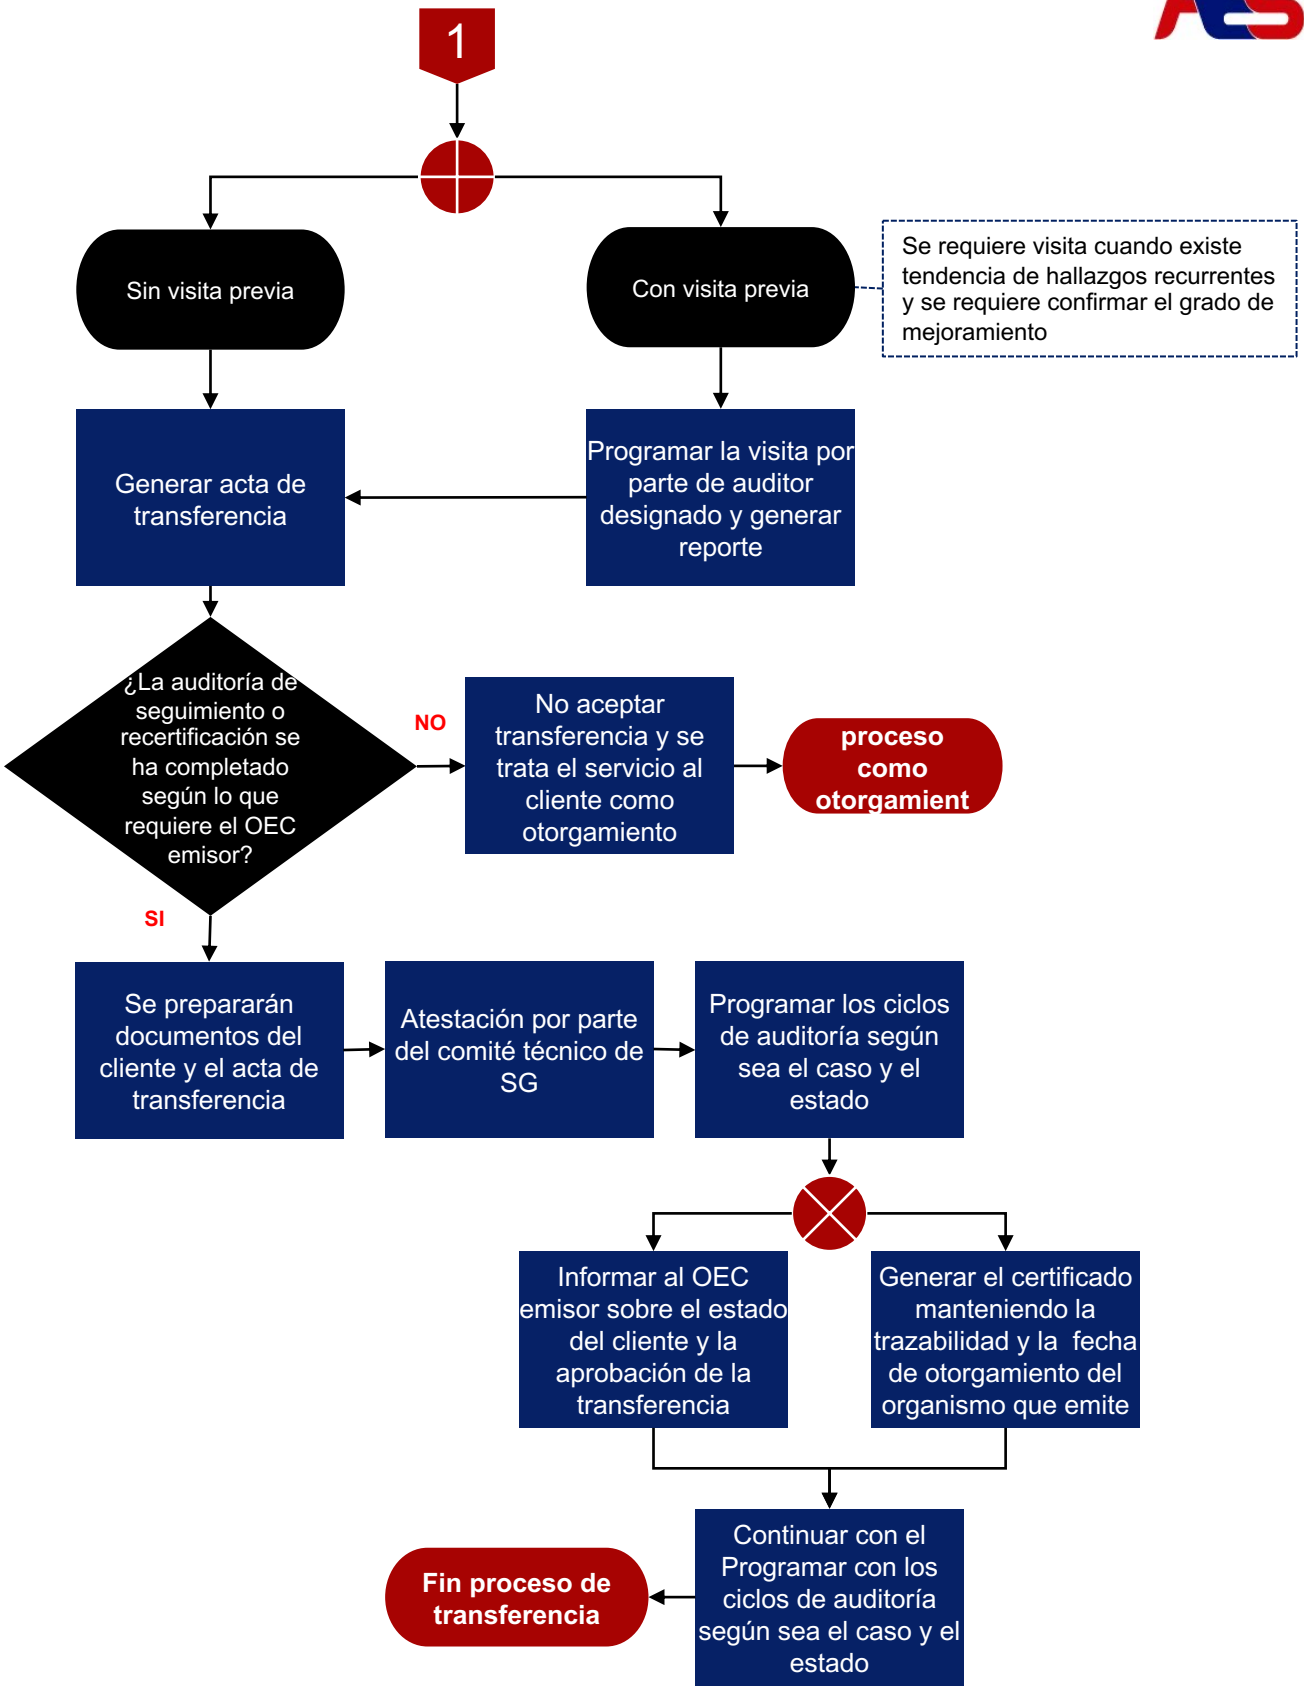 1
Sin visita previa
Con visita previa
Se requiere visita cuando existe
tendencia de hallazgos recurrentes
y se requiere confirmar el grado de
mejoramiento
Generar acta de
transferencia
Programar la visita por
parte de auditor
designado y generar
reporte
¿La auditoría de
seguimiento o
recertificación se
ha completado
según lo que
requiere el OEC
emisor?
NO
No aceptar
transferencia y se
trata el servicio al
cliente como
otorgamiento
proceso
como
otorgamient
SI
Se prepararán
documentos del
cliente y el acta de
transferencia
Atestación por parte
del comité técnico de
SG
Programar los ciclos
de auditoría según
sea el caso y el
estado
Informar al OEC
emisor sobre el estado
del cliente y la
aprobación de la
transferencia
Generar el certificado
manteniendo la
trazabilidad y la  fecha
de otorgamiento del
organismo que emite
Continuar con el
Programar con los
ciclos de auditoría
según sea el caso y el
estado
Fin proceso de
transferencia